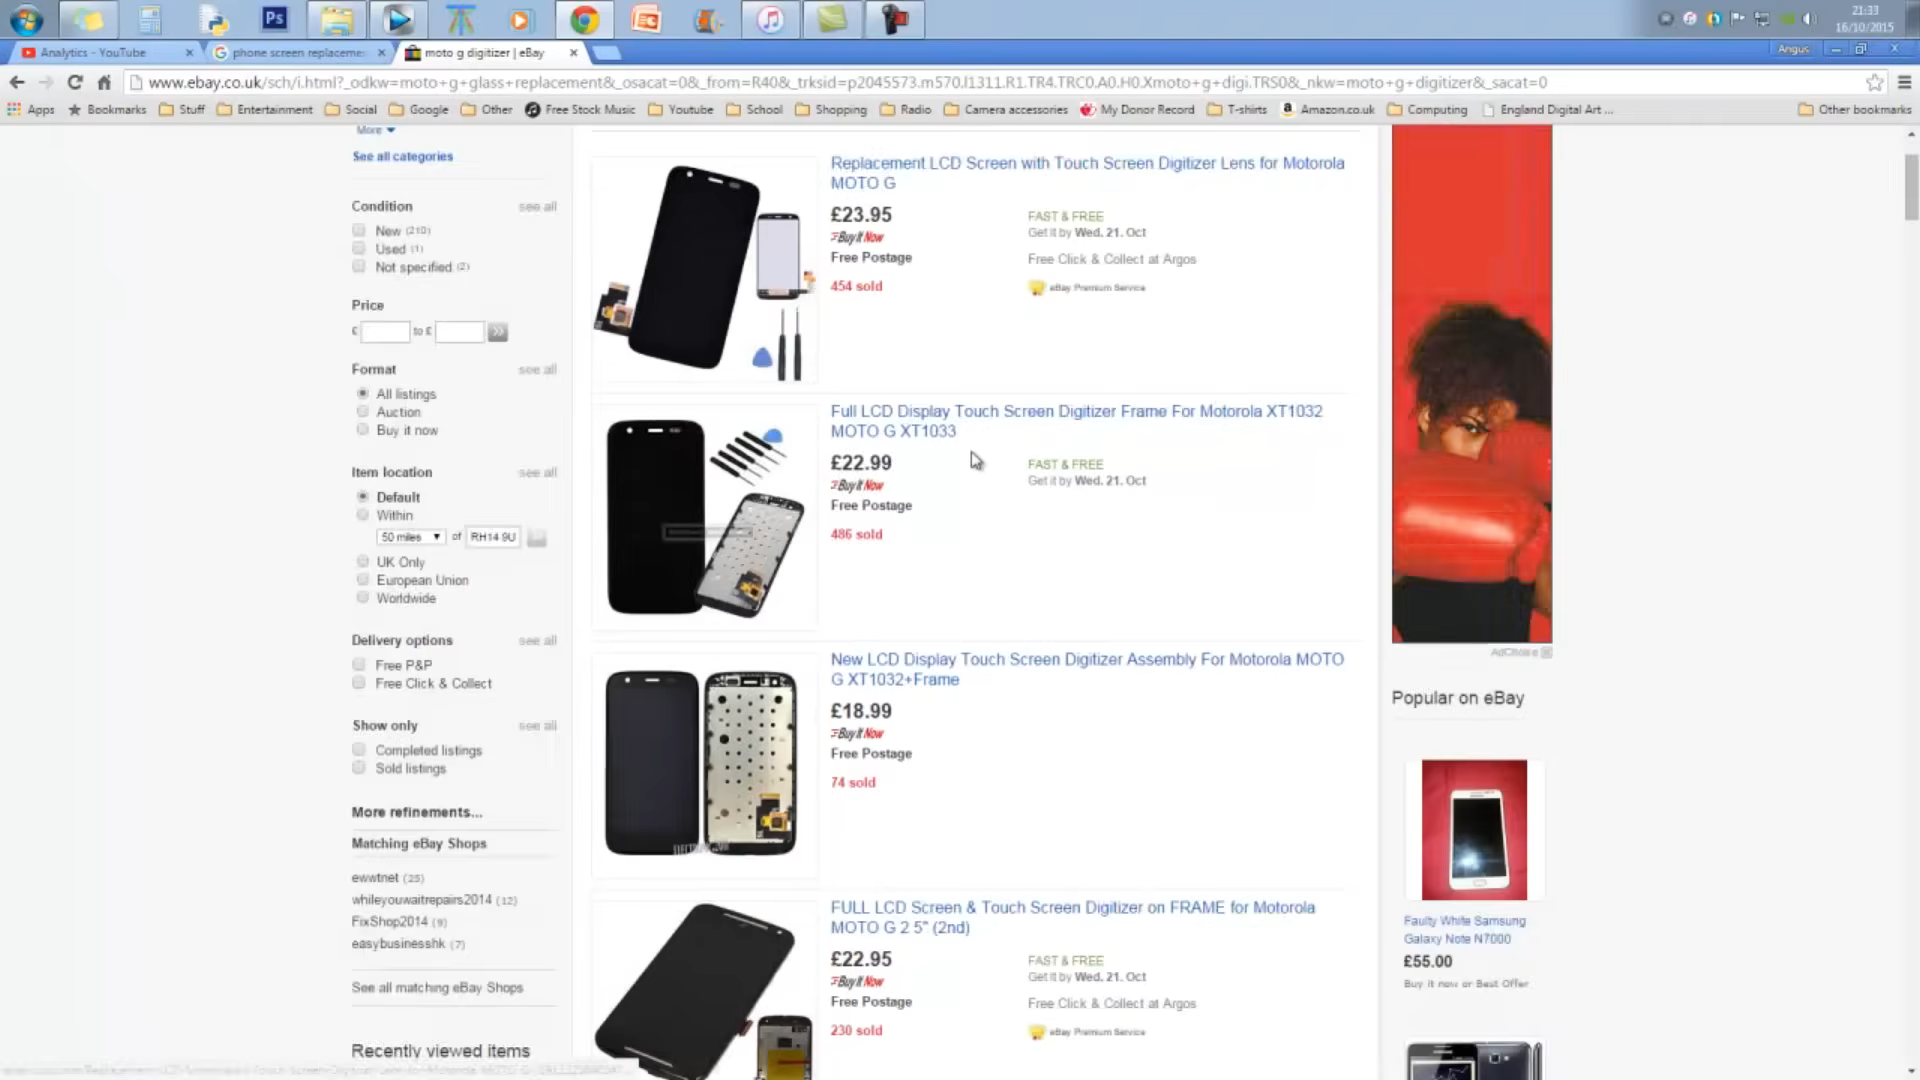 Ps
21:33
16/10/2015
Analytics - YouTube
phone screen replaceme
moto g digitizer | eBay
Angus
www.ebay.co.uk/sch/i.html?_odkw=moto+g+glass+replacement&_osacat=0&_from=R40&_trksid=p2045573.m570.l1311.R1.TR4.TRC0.A0.H0.Xmoto+g+digi.TRS0&_nkw=moto+g+digitizer&_sacat=0
Apps Bookmarks Stuff Entertainment Social Google Other Free Stock Music Youtube School Shopping Radio Camera accessories My Donor Record T-shirts Amazon.co.uk Computing England Digital Art ... Other bookmarks
More
See all categories
Condition see all
New (210)
Used (1)
Not specified (2)
Price
£ to £
Format see all
All listings
Auction
Buy it now
Item location see all
Default
Within
50 miles of RH14 9U
UK Only
European Union
Worldwide
Delivery options see all
Free P&P
Free Click & Collect
Show only see all
Completed listings
Sold listings
More refinements...
Matching eBay Shops
ewwtnet (25)
whileyouwaitrepairs2014 (12)
FixShop2014 (9)
easybusinesshk (7)
See all matching eBay Shops
Recently viewed items
Replacement LCD Screen with Touch Screen Digitizer Lens for Motorola
MOTO G
£23.95
Buy It Now
Free Postage
454 sold
FAST & FREE
Get it by Wed. 21. Oct
Free Click & Collect at Argos
eBay Premium Service
Full LCD Display Touch Screen Digitizer Frame For Motorola XT1032
MOTO G XT1033
£22.99
Buy It Now
Free Postage
486 sold
FAST & FREE
Get it by Wed. 21. Oct
New LCD Display Touch Screen Digitizer Assembly For Motorola MOTO
G XT1032+Frame
£18.99
Buy It Now
Free Postage
74 sold
FULL LCD Screen & Touch Screen Digitizer on FRAME for Motorola
MOTO G 2 5" (2nd)
£22.95
Buy It Now
Free Postage
230 sold
FAST & FREE
Get it by Wed. 21. Oct
Free Click & Collect at Argos
eBay Premium Service
AdChoice
Popular on eBay
Faulty White Samsung
Galaxy Note N7000
£55.00
Buy it now or Best Offer